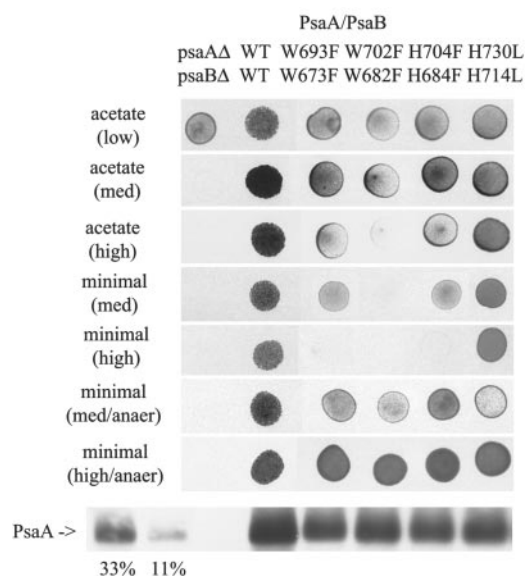 PsaA/PsaB
psaAΔ WT W693F W702F H704F H730L
psaBΔ WT W673F W682F H684F H714L
acetate
(low)
acetate
(med)
acetate
(high)
minimal
(med)
minimal
(high)
minimal
(med/anaer)
minimal
(high/anaer)
PsaA ->
33% 11%